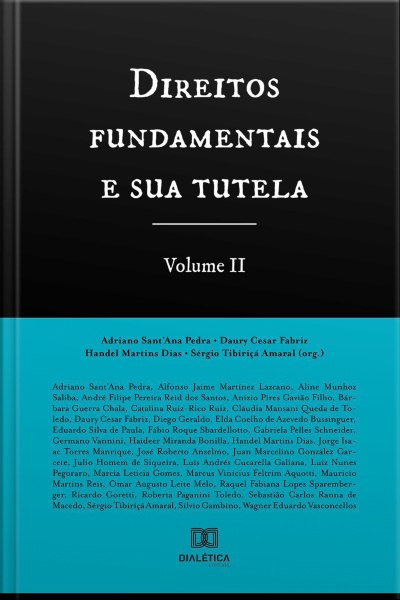 Direitos
fundamentais
e sua tutela
Volume II
Adriano Sant'Ana Pedra - Daury Cesar Fabriz
Handel Martins Dias - Sérgio Tibiriçá Amaral (org.)
Adriano Sant'Ana Pedra, Alfonso Jaime Martínez Lazcano, Aline Munhoz
Saliba, André Filipe Pereira Reid dos Santos, Anízio Pires Gavião Filho, Bár-
bara Guerra Chala, Catalina Ruiz-Rico Ruiz, Cláudia Mansani Queda de To-
ledo, Daury Cesar Fabriz, Diego Geraldo, Elda Coelho de Azevedo Bussinguer,
Eduardo Silva de Paula, Fábio Roque Sbardellotto, Gabriela Pelles Schneider,
Germano Vannini, Haideer Miranda Bonilla, Handel Martins Dias, Jorge Isa-
ac Torres Manrique, José Roberto Anselmo, Juan Marcelino González Gar-
cete, Julio Homem de Siqueira, Luis Andrés Cucarella Galiana, Luiz Nunes
Pegoraro, Marcia Leticia Gomes, Marcus Vinicius Feltrim Aquotti, Mauricio
Martins Reis, Omar Augusto Leite Melo, Raquel Fabiana Lopes Sparember-
ger, Ricardo Goretti, Roberta Paganini Toledo, Sebastião Carlos Ranna de
Macedo, Sérgio Tibiriçá Amaral, Silvio Gambino, Wagner Eduardo Vasconcellos
DIALÉTICA